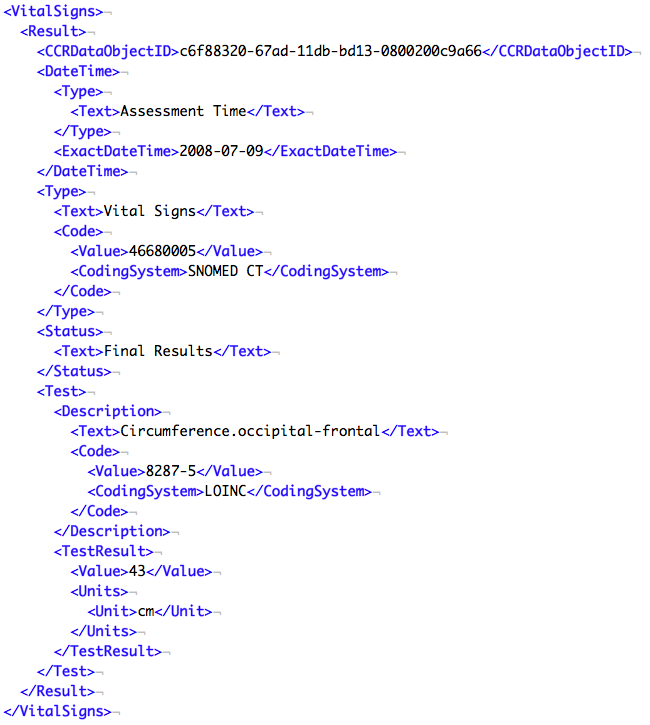 <VitalSigns>¬
  <Result>¬
    <CCRDataObjectID>c6f88320-67ad-11db-bd13-0800200c9a66</CCRDataObjectID>¬
    <DateTime>¬
      <Type>¬
        <Text>Assessment Time</Text>¬
      </Type>¬
      <ExactDateTime>2008-07-09</ExactDateTime>¬
    </DateTime>¬
    <Type>¬
      <Text>Vital Signs</Text>¬
      <Code>¬
        <Value>46680005</Value>¬
        <CodingSystem>SNOMED CT</CodingSystem>¬
      </Code>¬
    </Type>¬
    <Status>¬
      <Text>Final Results</Text>¬
    </Status>¬
    <Test>¬
      <Description>¬
        <Text>Circumference.occipital-frontal</Text>¬
        <Code>¬
          <Value>8287-5</Value>¬
          <CodingSystem>LOINC</CodingSystem>¬
        </Code>¬
      </Description>¬
      <TestResult>¬
        <Value>43</Value>¬
        <Units>¬
          <Unit>cm</Unit>¬
        </Units>¬
      </TestResult>¬
    </Test>¬
  </Result>¬
</VitalSigns>¬